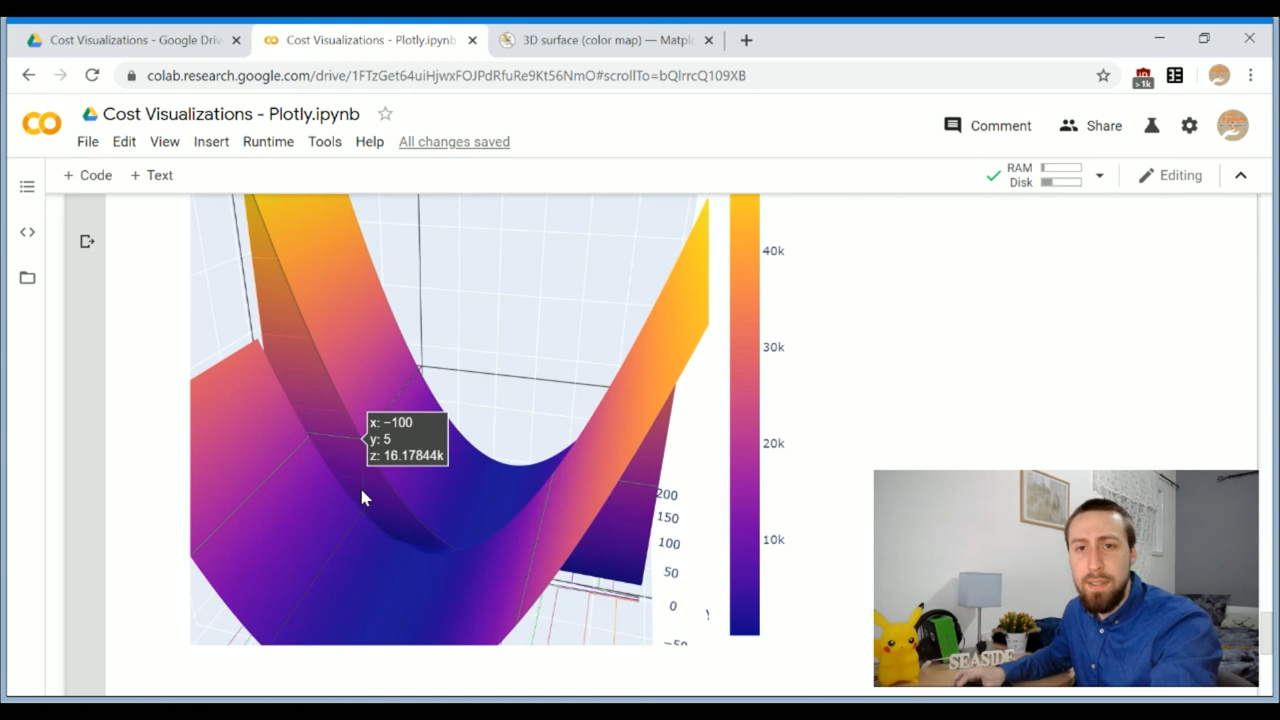 Cost Visualizations - Google Driv
Cost Visualizations - Plotly.ipynb
3D surface (color map) — Matpl
colab.research.google.com/drive/1FTzGet64uiHjwxFOJPdRfuRe9Kt56NmO#scrollTo=bQlrrcQ109XB
>1k
Cost Visualizations - Plotly.ipynb
File Edit View Insert Runtime Tools Help All changes saved
Comment
Share
+ Code + Text
RAM
Disk
Editing
40k
30k
x: −100
y: 5
z: 16.17844k
20k
200
150
100
10k
50
0
−50
SEASIDE